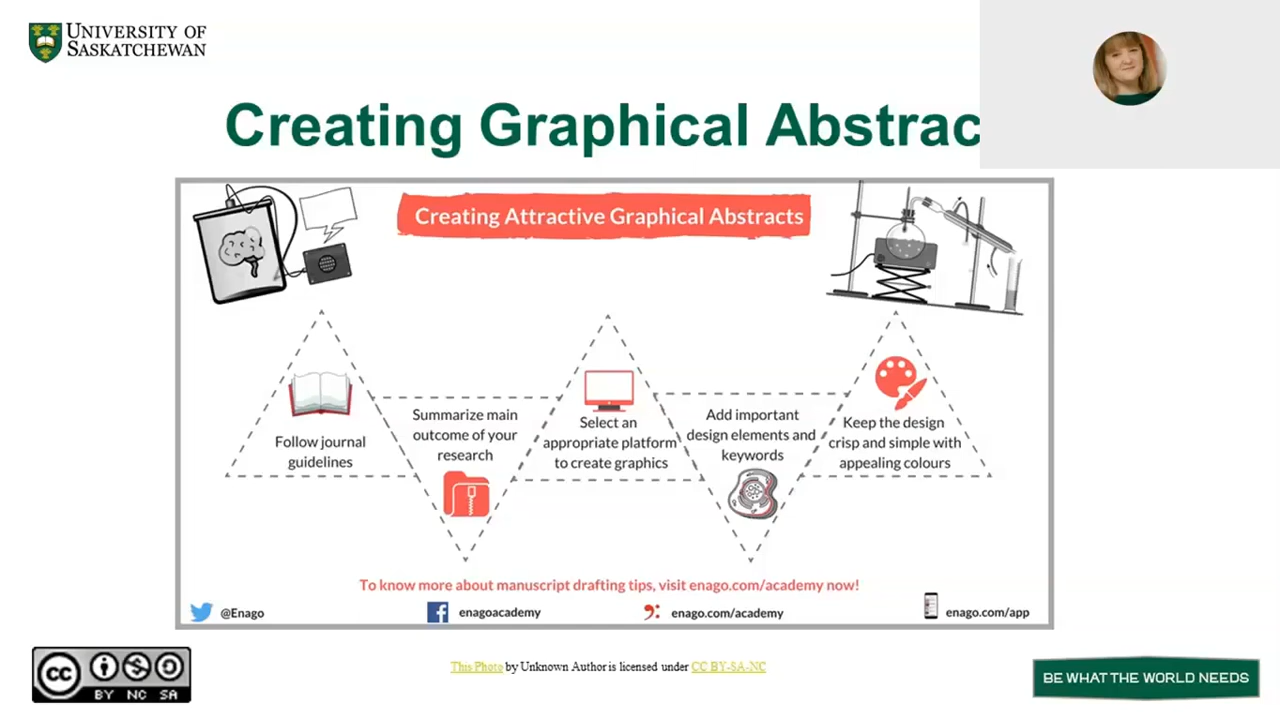 UNIVERSITY OF
SASKATCHEWAN
Creating Graphical Abstrac
Creating Attractive Graphical Abstracts
Follow journal
guidelines
Summarize main
outcome of your
research
Select an
appropriate platform
to create graphics
Add important
design elements and
keywords
Keep the design
crisp and simple with
appealing colours
To know more about manuscript drafting tips, visit enago.com/academy now!
@Enago
enagoacademy
enago.com/academy
enago.com/app
This Photo by Unknown Author is licensed under CC BY-SA-NC
cc
BY NC SA
BE WHAT THE WORLD NEEDS